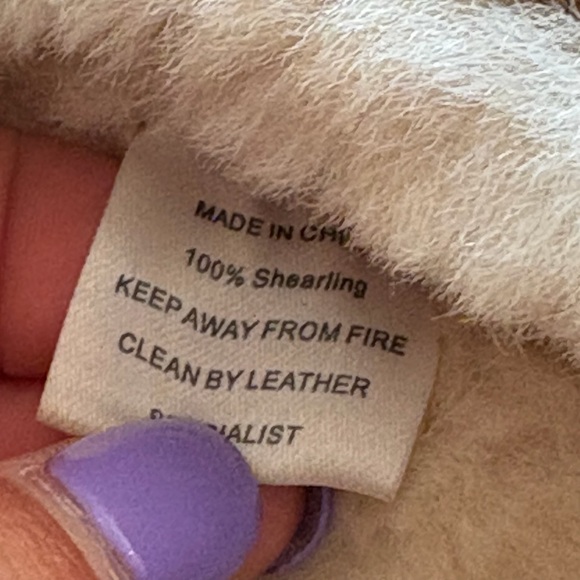 MADE IN
100% Shearling
KEEP AWAY FROM FIRE
CLEAN BY LEATHER